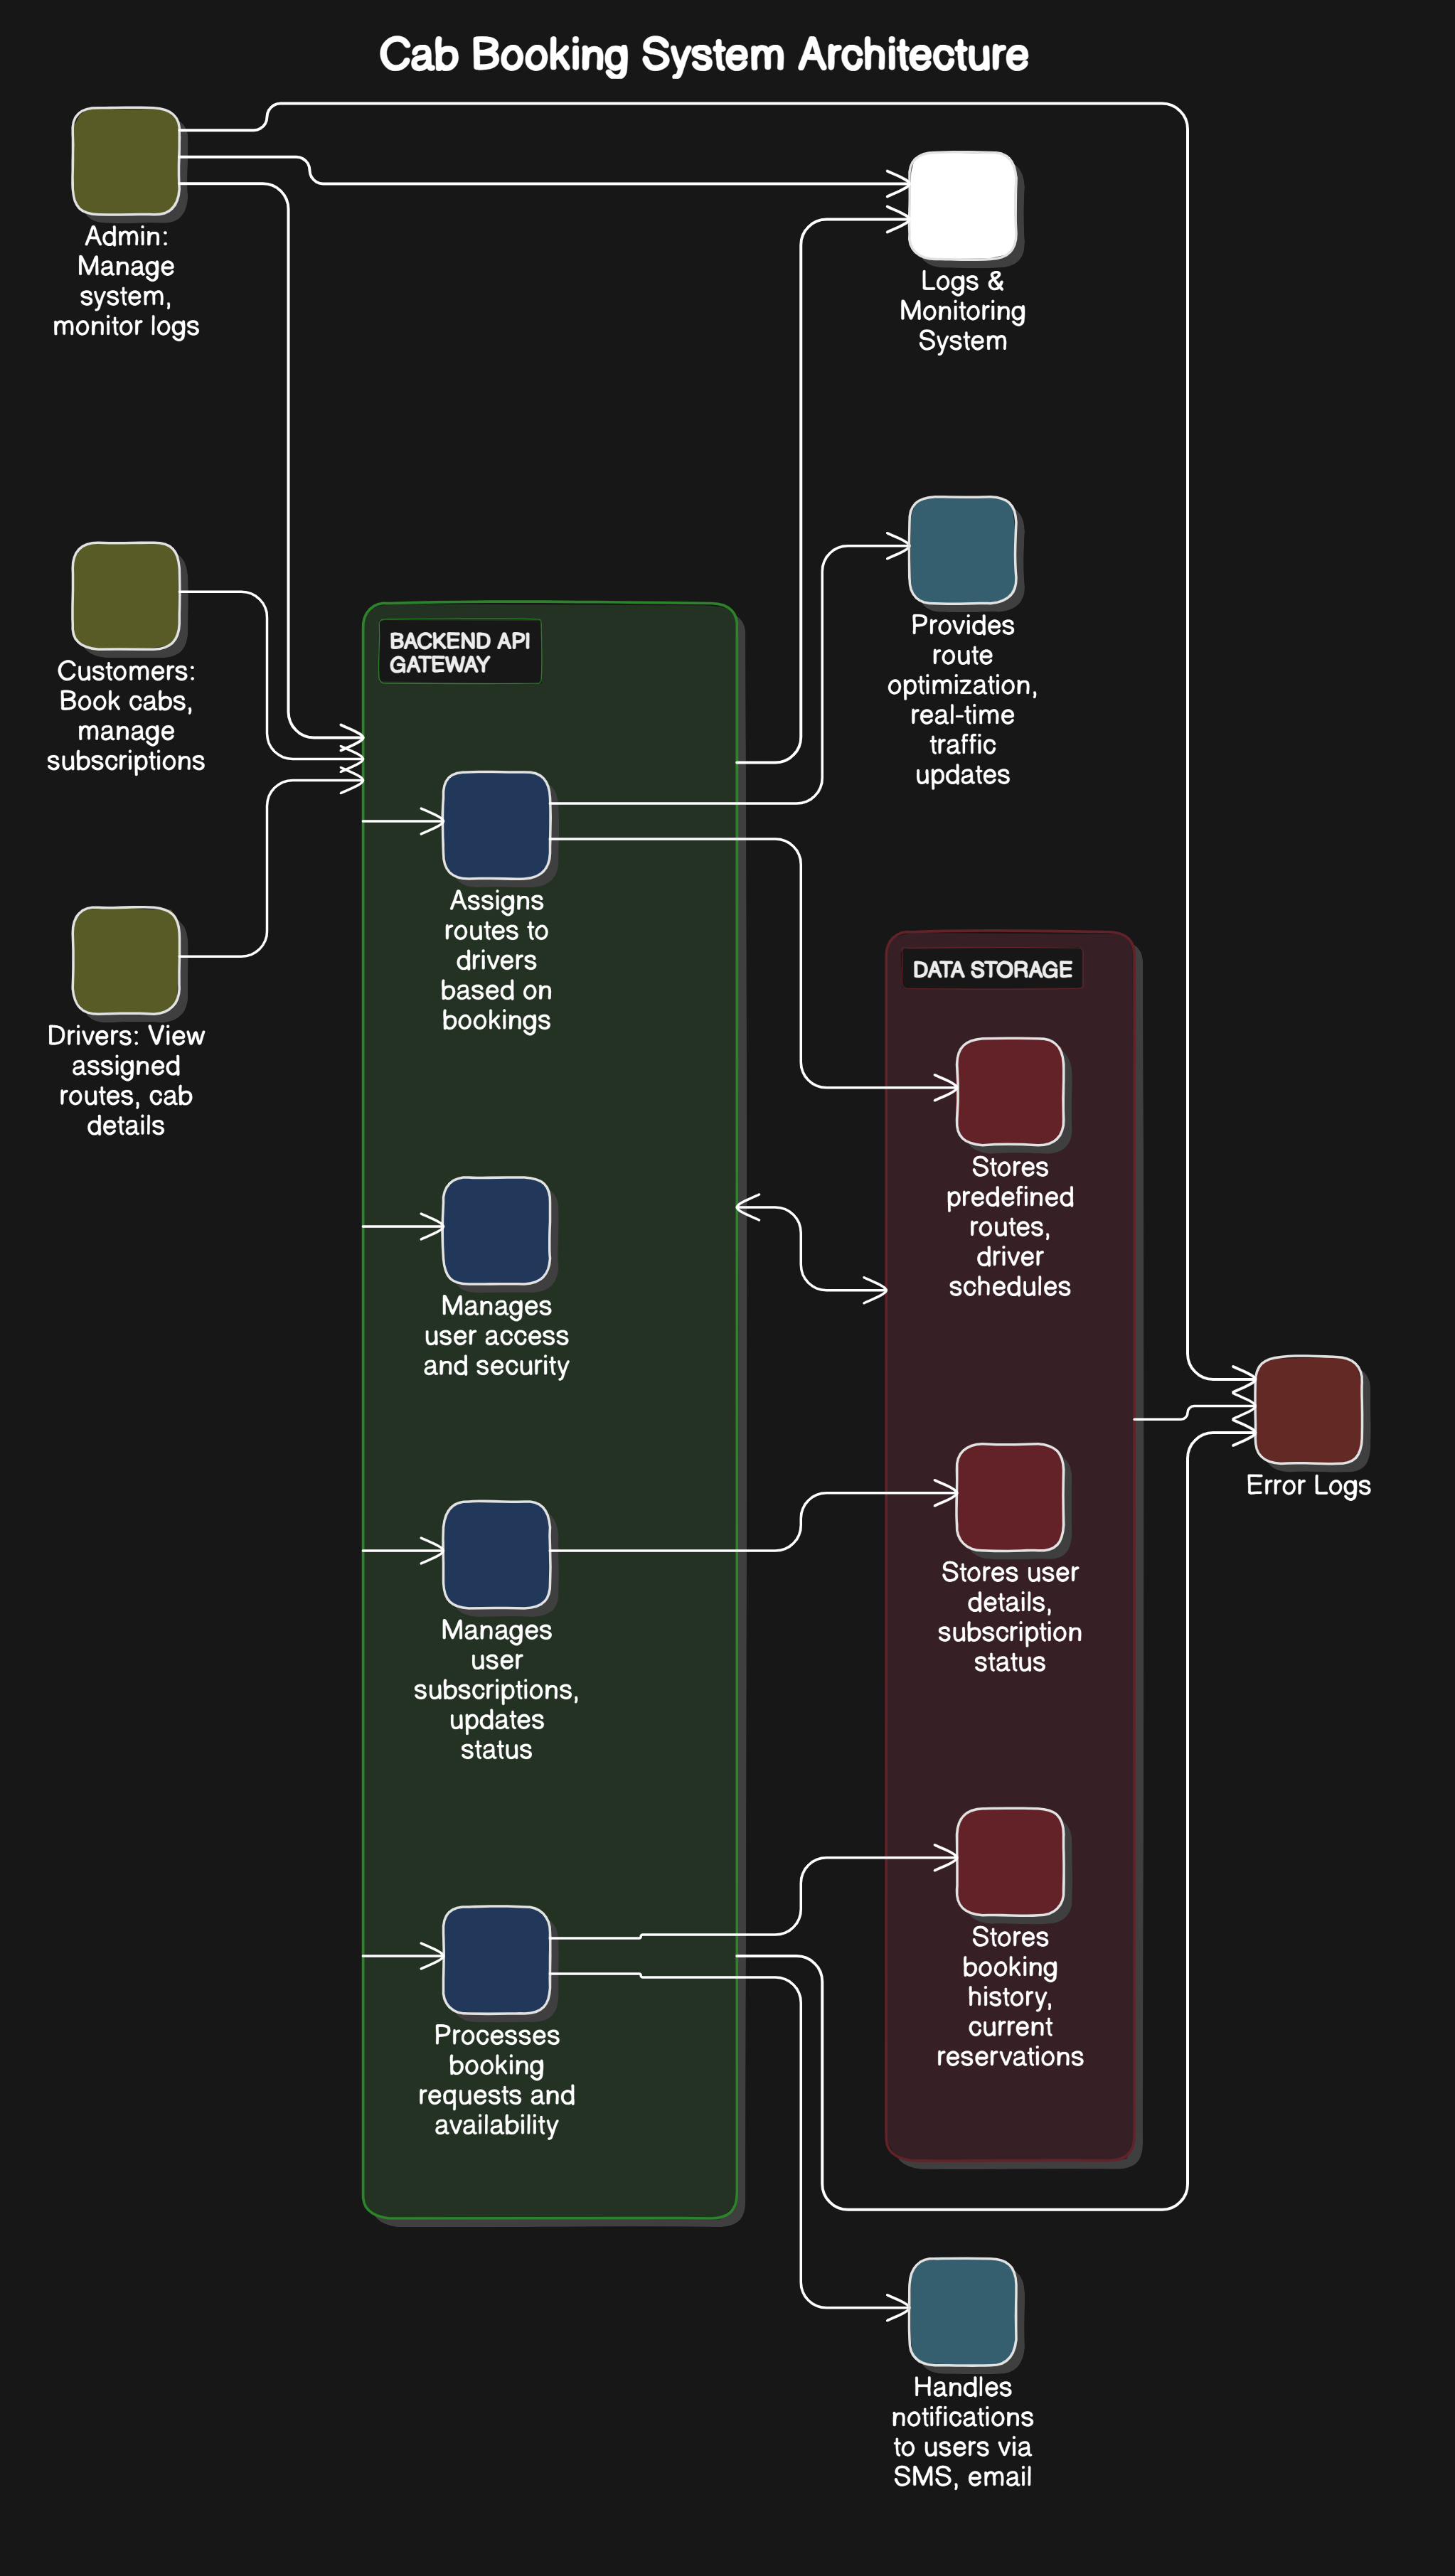 Cab Booking System Architecture
Admin:
Manage
system,
monitor logs
Logs &
Monitoring
System
Customers:
Book cabs,
manage
subscriptions
Provides
route
optimization,
real-time
traffic
updates
BACKEND API
GATEWAY
Assigns
routes to
drivers
based on
bookings
Drivers: View
assigned
routes, cab
details
DATA STORAGE
Stores
predefined
routes,
driver
schedules
Manages
user access
and security
Error Logs
Stores user
details,
subscription
status
Manages
user
subscriptions,
updates
status
Stores
booking
history,
current
reservations
Processes
booking
requests and
availability
Handles
notifications
to users via
SMS, email